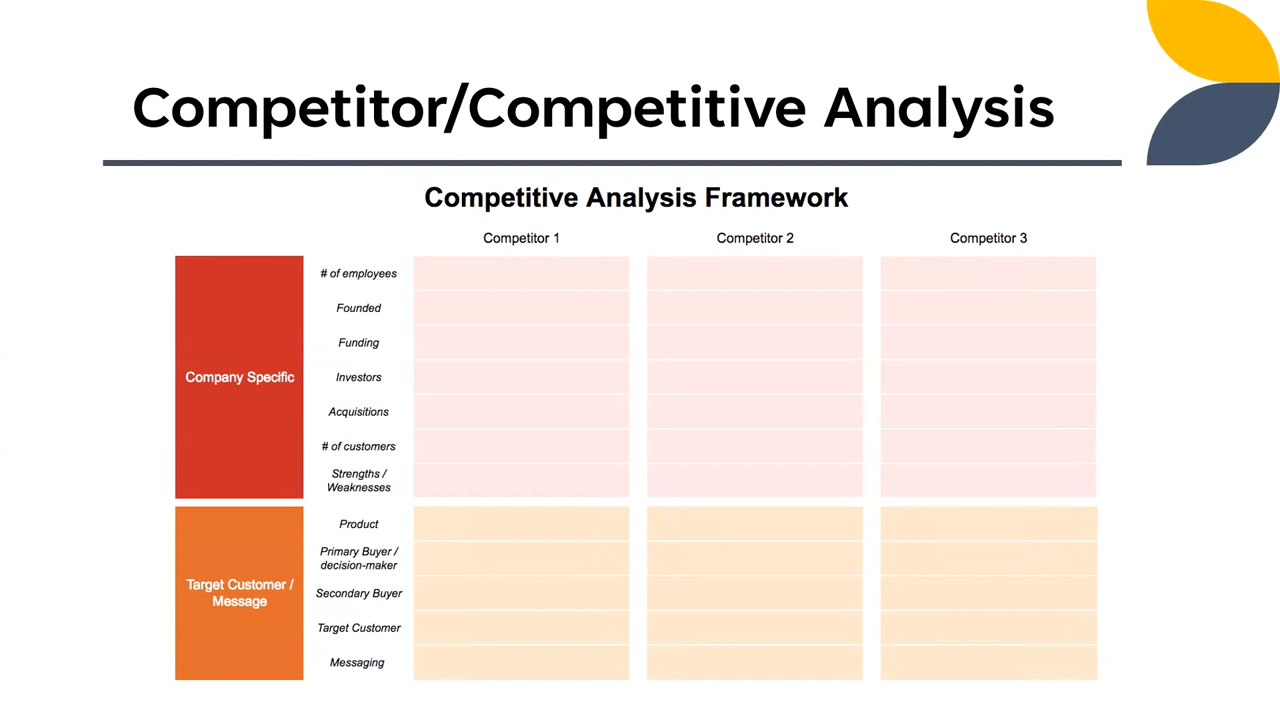 Competitor/Competitive Analysis
Competitive Analysis Framework
Competitor 1
Competitor 2
Competitor 3
Company Specific
# of employees
Founded
Funding
Investors
Acquisitions
# of customers
Strengths /
Weaknesses
Target Customer /
Message
Product
Primary Buyer /
decision-maker
Secondary Buyer
Target Customer
Messaging